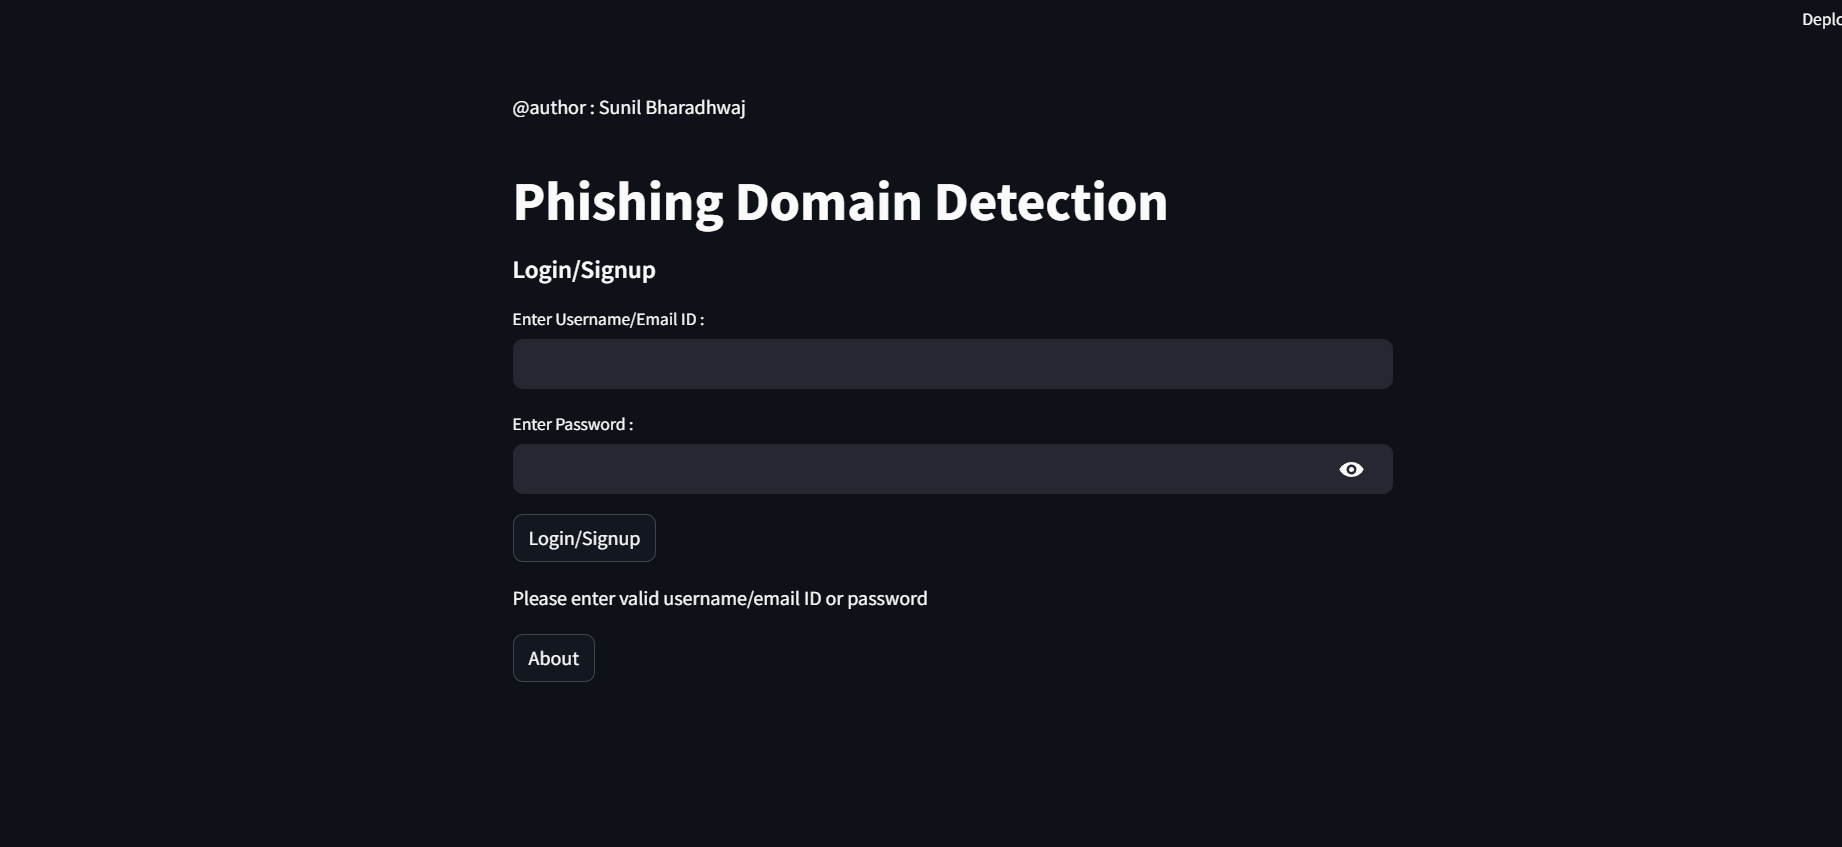 Deplo
@author : Sunil Bharadhwaj
Phishing Domain Detection
Login/Signup
Enter Username/Email ID :
Enter Password :
Login/Signup
Please enter valid username/email ID or password
About